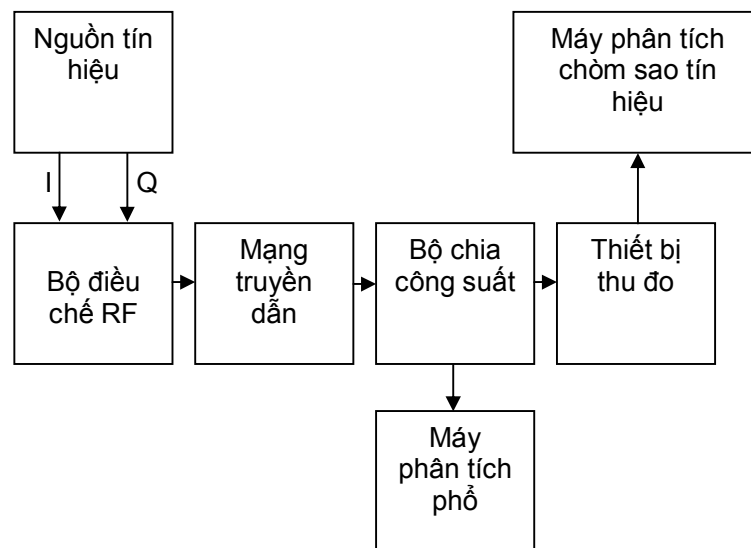 Nguồn tín
hiệu
Máy phân tích
chòm sao tín
hiệu
I
Q
Bộ điều
chế RF
Mạng
truyền
dẫn
Bộ chia
công suất
Thiết bị
thu đo
Máy
phân tích
phổ